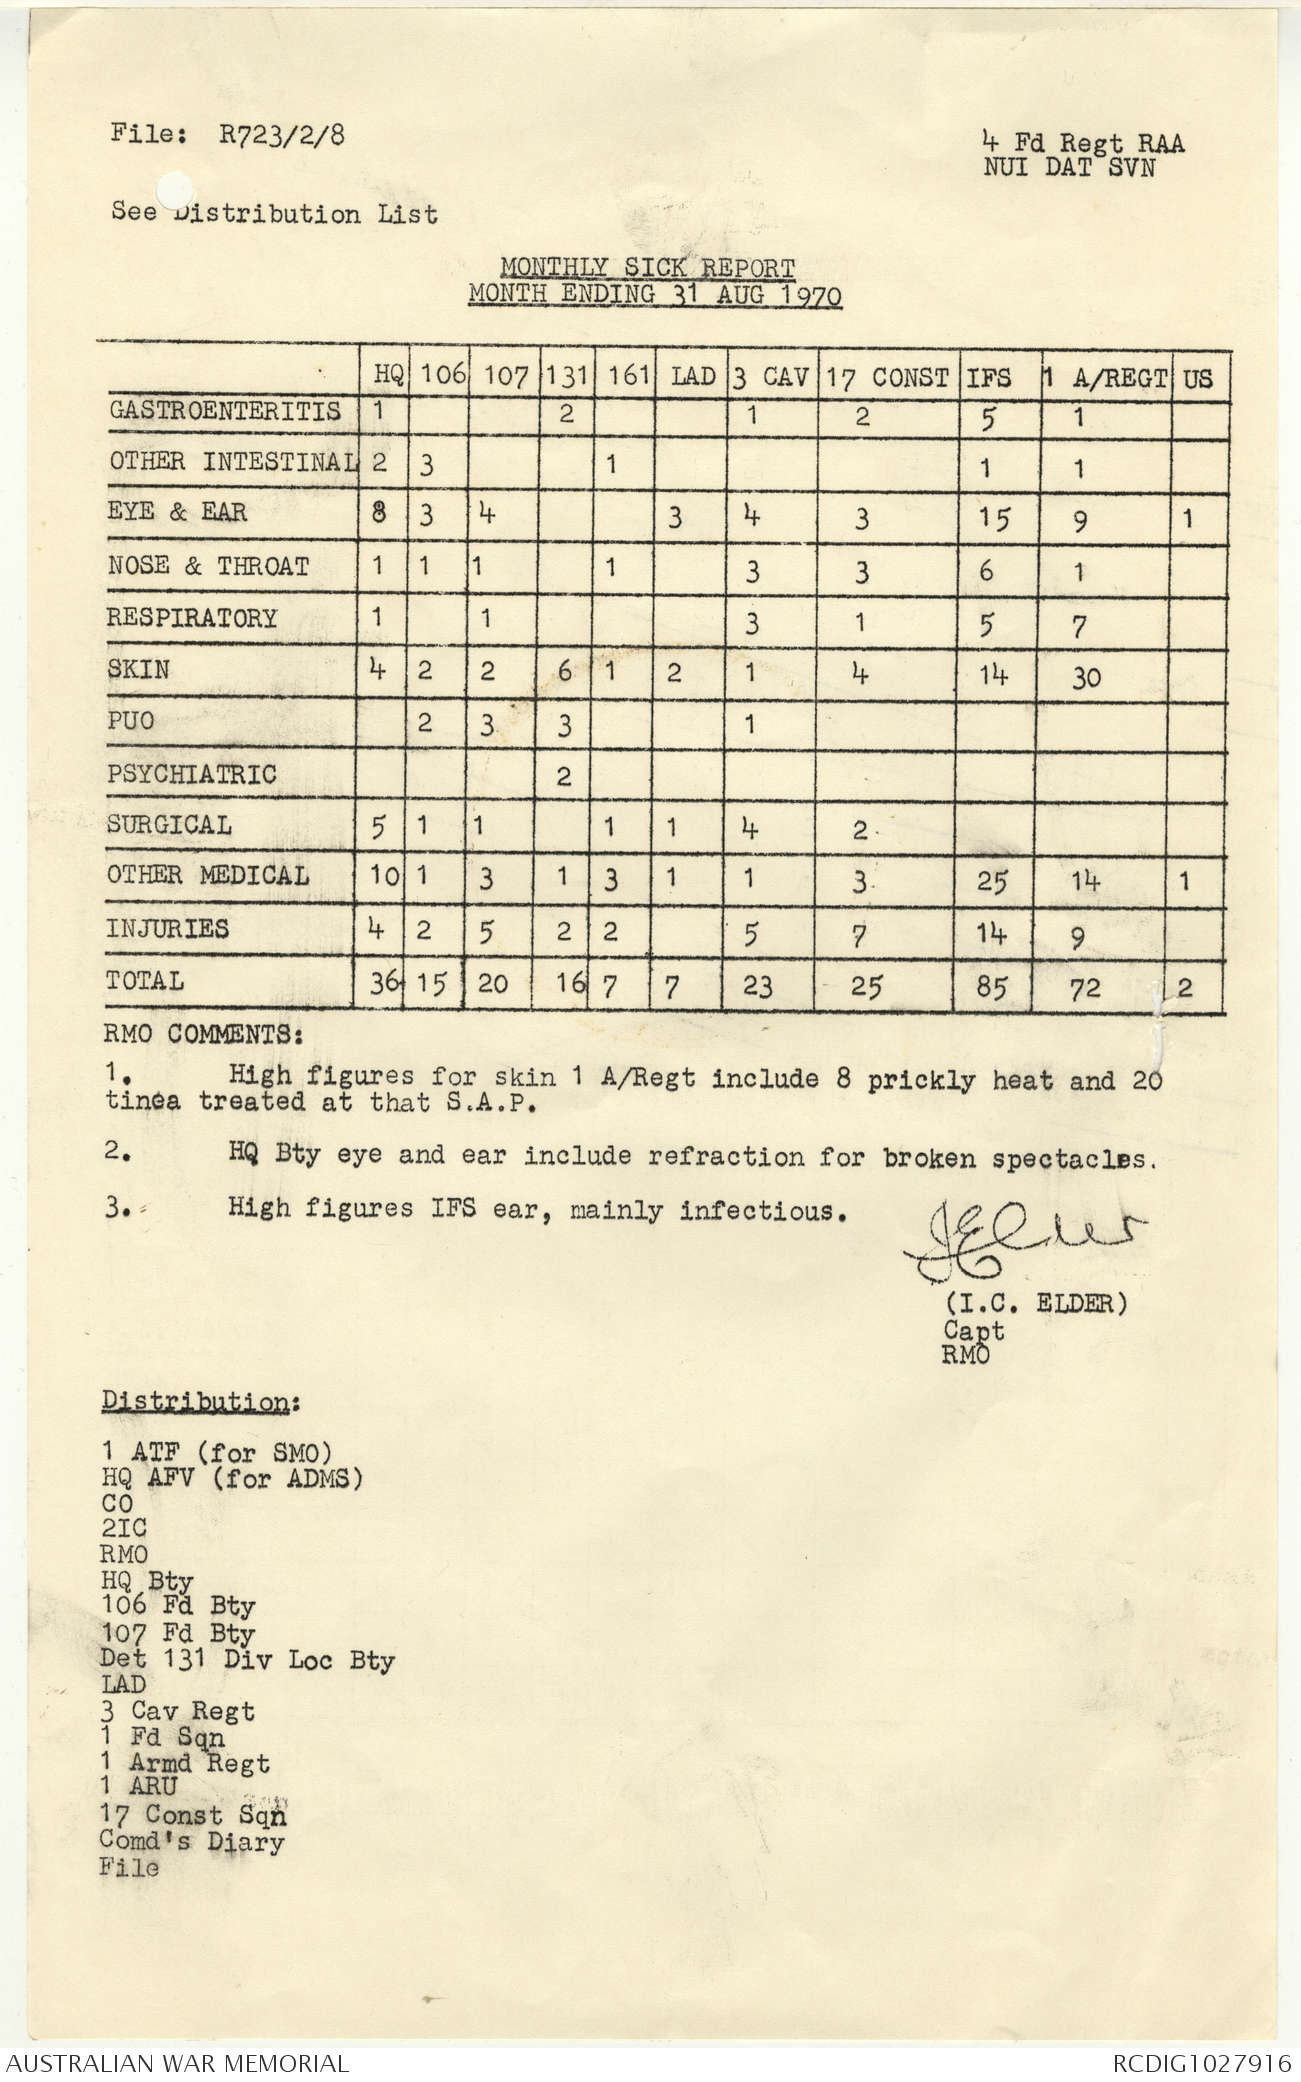 File: R723/2/8
4 Fd Regt RAA
NUI DAT SVN
See Distribution List
MONTHLY SICK REPORT
MONTH ENDING 31 AUG 1970
HQ 106 107 131 161 LAD 3 CAV 17 CONST IFS 1 A/REGT US
GASTROENTERITIS 1 2 1 2 5 1
OTHER INTESTINAL 2 3 1 1 1
EYE & EAR 8 3 4 3 4 3 15 9 1
NOSE & THROAT 1 1 1 1 3 3 6 1
RESPIRATORY 1 1 3 1 5 7
SKIN 4 2 2 6 1 2 1 4 14 30
PUO 2 3 3 1
PSYCHIATRIC 2
SURGICAL 5 1 1 1 1 4 2
OTHER MEDICAL 10 1 3 1 3 1 1 3 25 14 1
INJURIES 4 2 5 2 2 5 7 14 9
TOTAL 36 15 20 16 7 7 23 25 85 72 2
RMO COMMENTS:
1. High figures for skin 1 A/Regt include 8 prickly heat and 20
tinea treated at that S.A.P.
2. HQ Bty eye and ear include refraction for broken spectacles.
3. High figures IFS ear, mainly infectious.
JElder
(I.C. ELDER)
Capt
RMO
Distribution:
1 ATF (for SMO)
HQ AFV (for ADMS)
CO
2IC
RMO
HQ Bty
106 Fd Bty
107 Fd Bty
Det 131 Div Loc Bty
LAD
3 Cav Regt
1 Fd Sqn
1 Armd Regt
1 ARU
17 Const Sqn
Comd's Diary
File
AUSTRALIAN WAR MEMORIAL
RCDIG1027916